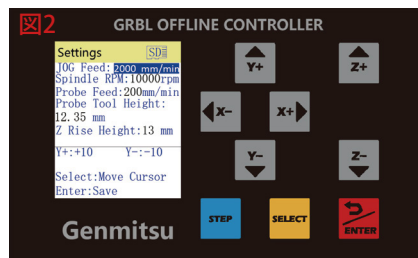 図2
GRBL OFFLINE CONTROLLER
Settings
SD
JOG Feed:2000 mm/min
Spindle RPM:10000rpm
Probe Feed:200mm/min
Probe Tool Height:
12.35 mm
Z Rise Height:13 mm
Y+:+10 Y-:-10
Select:Move Cursor
Enter:Save
Y+
Z+
X-
X+
Y-
Z-
STEP
SELECT
ENTER
Genmitsu